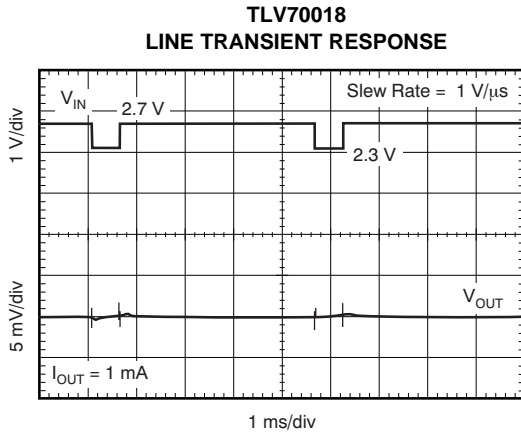 TLV70018
LINE TRANSIENT RESPONSE
1 V/div
V_IN
2.7 V
Slew Rate = 1 V/μs
2.3 V
5 mV/div
V_OUT
I_OUT = 1 mA
1 ms/div